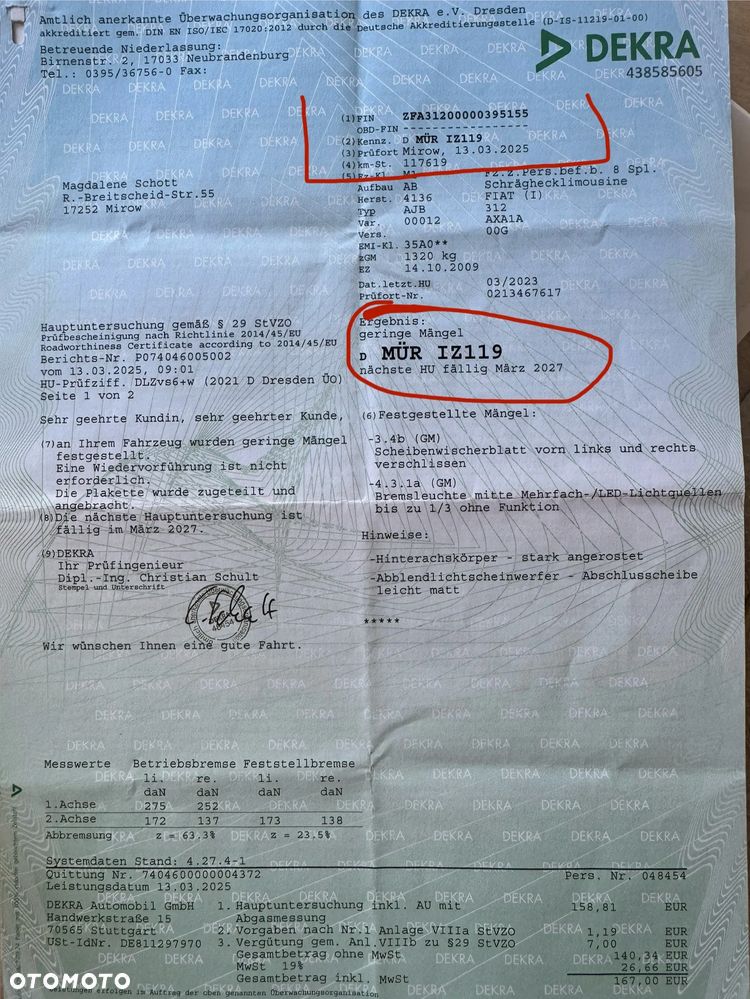 Amtlich anerkannte Überwachungsorganisation des DEKRA e.V. Dresden
akkreditiert gem. DIN EN ISO/IEC 17020:2012 durch die Deutsche Akkreditierungsstelle (D-IS-11219-01-00)
Betreuende Niederlassung:
Birnenstr. 2, 17033 Neubrandenburg
Tel.: 0395/36756-0 Fax:
DEKRA
438585605
(1)FIN ZFA31200000395155
OBD-FIN -----------------
(2)Kennz. D MÜR IZ119
(3)Prüfort Mirow, 13.03.2025
(4)km-St. 117619
(5)Fz-Kl. M1 Fz.z.Pers.bef.b. 8 Spl.
Aufbau AB Schräghecklimousine
Herst. 4136 FIAT (I)
Typ AJB 312
Var. 00012 AXA1A
Vers. 00G
EMI-Kl. 35A0**
zGM 1320 kg
EZ 14.10.2009
Dat.letzt.HU 03/2023
Prüfort-Nr. 0213467617
Magdalene Schott
R.-Breitscheid-Str.55
17252 Mirow
Hauptuntersuchung gemäß § 29 StVZO
Prüfbescheinigung nach Richtlinie 2014/45/EU
Roadworthiness Certificate according to 2014/45/EU
Berichts-Nr. P074046005002
vom 13.03.2025, 09:01
HU-Prüfziff. DLZvs6+w (2021 D Dresden ÜO)
Seite 1 von 2
Ergebnis:
geringe Mängel
D MÜR IZ119
nächste HU fällig März 2027
Sehr geehrte Kundin, sehr geehrter Kunde,
(7)an Ihrem Fahrzeug wurden geringe Mängel
festgestellt.
Eine Wiedervorführung ist nicht
erforderlich.
Die Plakette wurde zugeteilt und
angebracht.
(8)Die nächste Hauptuntersuchung ist
fällig im März 2027.
(9)DEKRA
Ihr Prüfingenieur
Dipl.-Ing. Christian Schult
Stempel und Unterschrift
Wir wünschen Ihnen eine gute Fahrt.
(6)Festgestellte Mängel:
-3.4b (GM)
Scheibenwischerblatt vorn links und rechts
verschlissen
-4.3.1a (GM)
Bremsleuchte mitte Mehrfach-/LED-Lichtquellen
bis zu 1/3 ohne Funktion
Hinweise:
-Hinterachskörper - stark angerostet
-Abblendlichtscheinwerfer - Abschlusscheibe
leicht matt
*****
Messwerte Betriebsbremse Feststellbremse
li. re. li. re.
daN daN daN daN
1.Achse 275 252
2.Achse 172 137 173 138
Abbremsung z = 63.3% z = 23.5%
Systemdaten Stand: 4.27.4-1
Quittung Nr. 74046000004372 Pers. Nr. 048454
Leistungsdatum 13.03.2025
DEKRA Automobil GmbH 1. Hauptuntersuchung inkl. AU mit 158,81 EUR
Handwerkstraße 15 Abgasmessung
70565 Stuttgart 2. Vorgaben nach Nr.1 Anlage VIIIa StVZO 1,19 EUR
USt-IdNr. DE811297970 3. Vergütung gem. Anl.VIIIb zu §29 StVZO 7,00 EUR
Gesamtbetrag ohne MwSt 140,34 EUR
MwSt 19% 26,66 EUR
Gesamtbetrag inkl. MwSt 167,00 EUR
Leistungen erfolgen im Auftrag der oben genannten Überwachungsorganisation
OTOMOTO